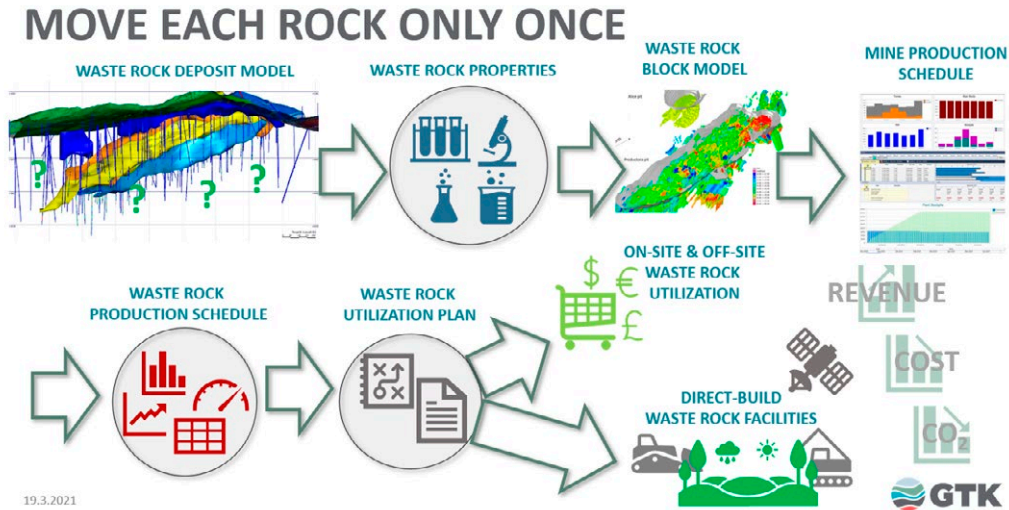 MOVE EACH ROCK ONLY ONCE
WASTE ROCK DEPOSIT MODEL
WASTE ROCK PROPERTIES
WASTE ROCK
BLOCK MODEL
MINE PRODUCTION
SCHEDULE
? ? ? ?
WASTE ROCK
PRODUCTION SCHEDULE
WASTE ROCK
UTILIZATION PLAN
ON-SITE & OFF-SITE
WASTE ROCK
UTILIZATION
$ € £
DIRECT-BUILD
WASTE ROCK FACILITIES
REVENUE
COST
CO₂
19.3.2021
GTK